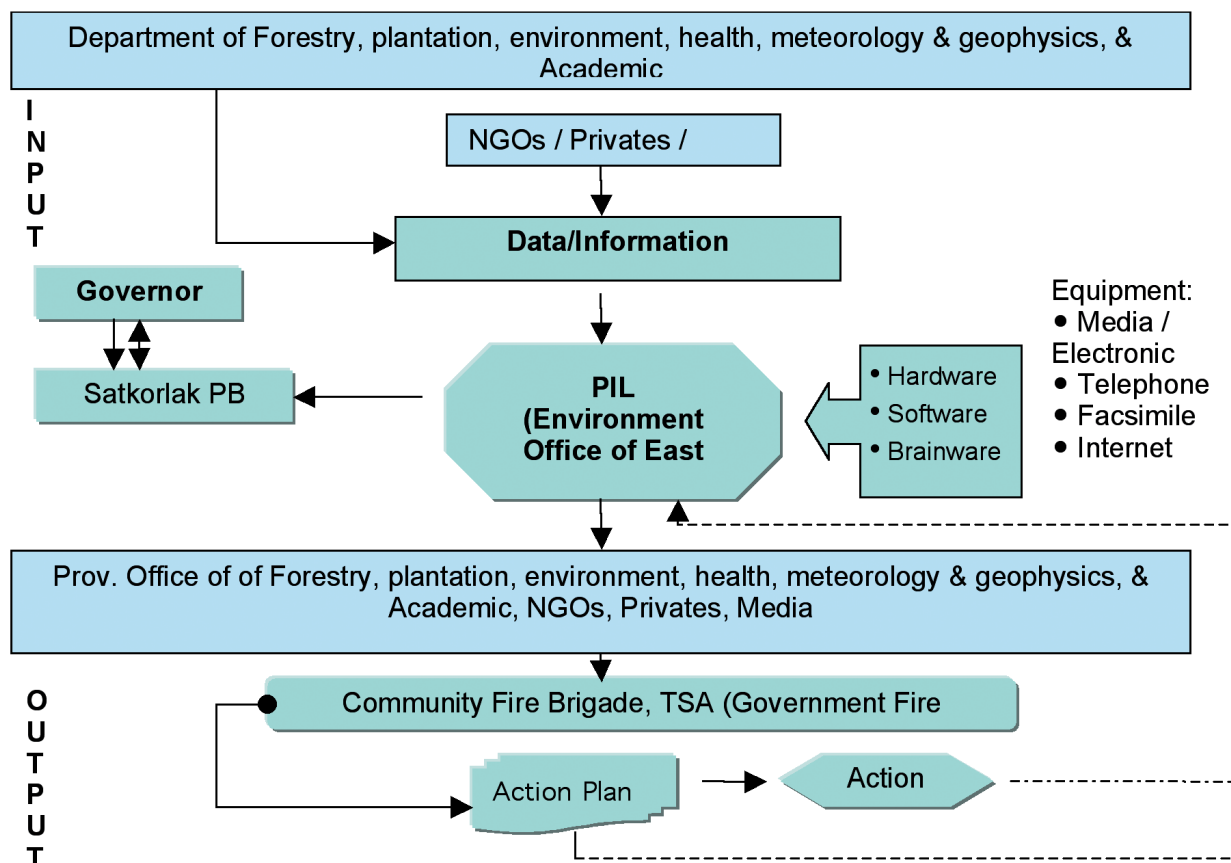 Department of Forestry, plantation, environment, health, meteorology & geophysics, &
Academic
I
N
P
U
T
NGOs / Privates /
Data/Information
Governor
Satkorlak PB
PIL
(Environment
Office of East
• Hardware
• Software
• Brainware
Equipment:
• Media /
Electronic
• Telephone
• Facsimile
• Internet
Prov. Office of of Forestry, plantation, environment, health, meteorology & geophysics, &
Academic, NGOs, Privates, Media
O
U
T
P
U
T
Community Fire Brigade, TSA (Government Fire
Action Plan
Action